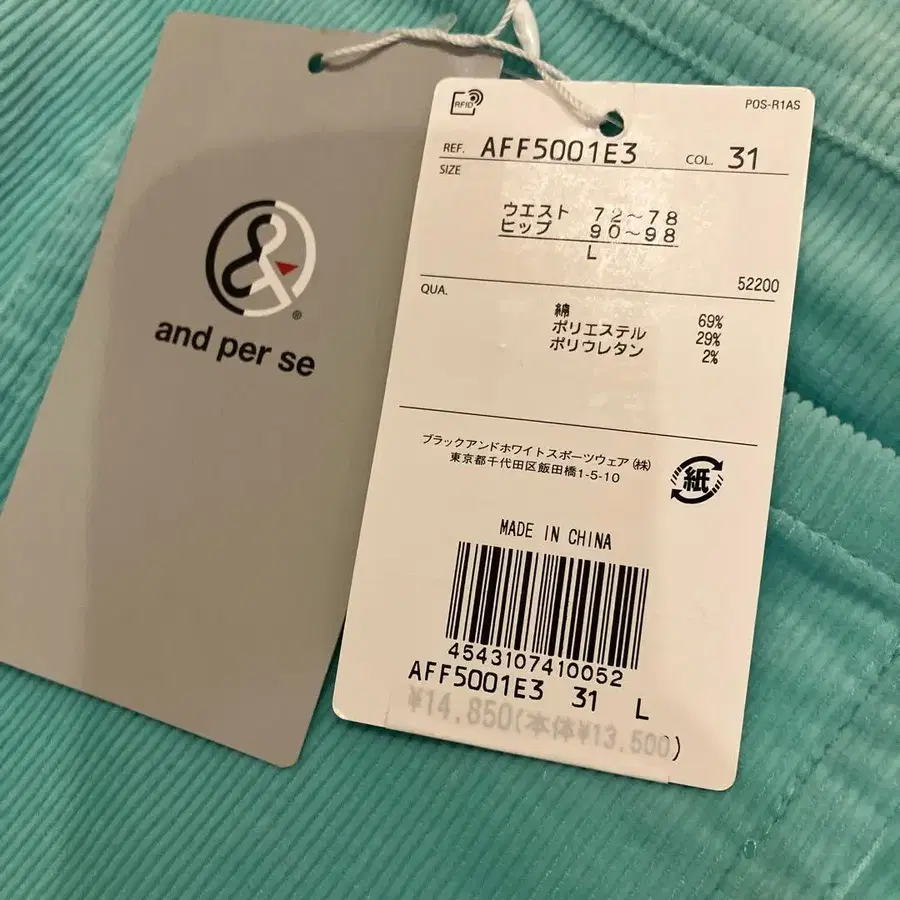 &
®
and per se
RFID
POS-R1AS
REF. AFF5001E3 COL. 31
SIZE
ウエスト 72～78
ヒップ 90～98
L
52200
QUA.
綿 69%
ポリエステル 29%
ポリウレタン 2%
ブラックアンドホワイトスポーツウェア㈱
東京都千代田区飯田橋1-5-10
紙
MADE IN CHINA
4543107410052
AFF5001E3 31 L
¥14,850(本体¥13,500)